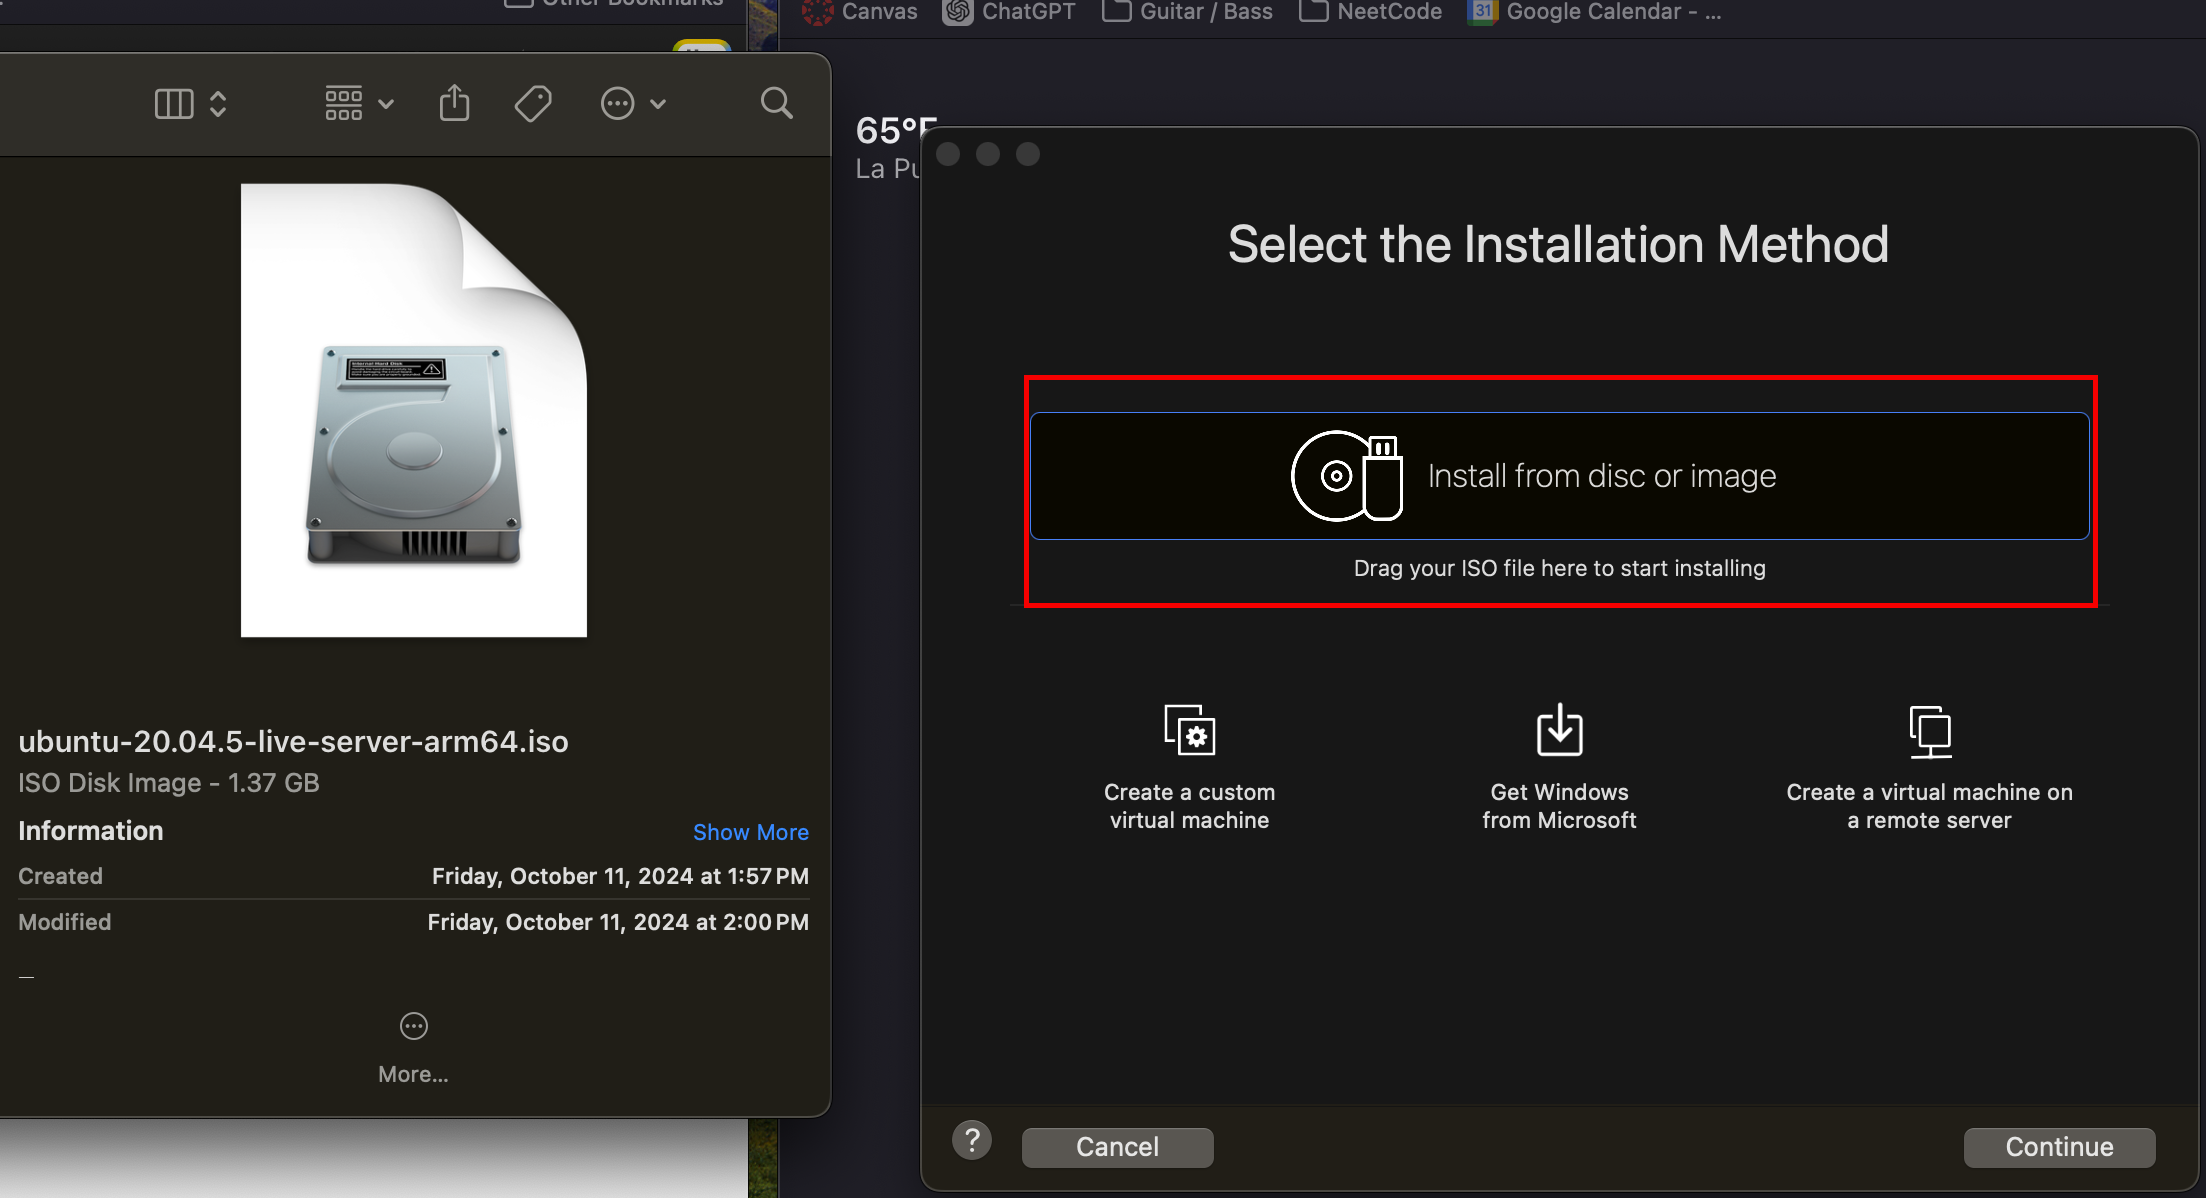 Canvas
ChatGPT
Guitar / Bass
NeetCode
31
Google Calendar - ...
65°F
La Pu
Select the Installation Method
Install from disc or image
Drag your ISO file here to start installing
ubuntu-20.04.5-live-server-arm64.iso
ISO Disk Image - 1.37 GB
Information
Show More
Created
Friday, October 11, 2024 at 1:57 PM
Modified
Friday, October 11, 2024 at 2:00 PM
—
More...
Create a custom
virtual machine
Get Windows
from Microsoft
Create a virtual machine on
a remote server
?
Cancel
Continue